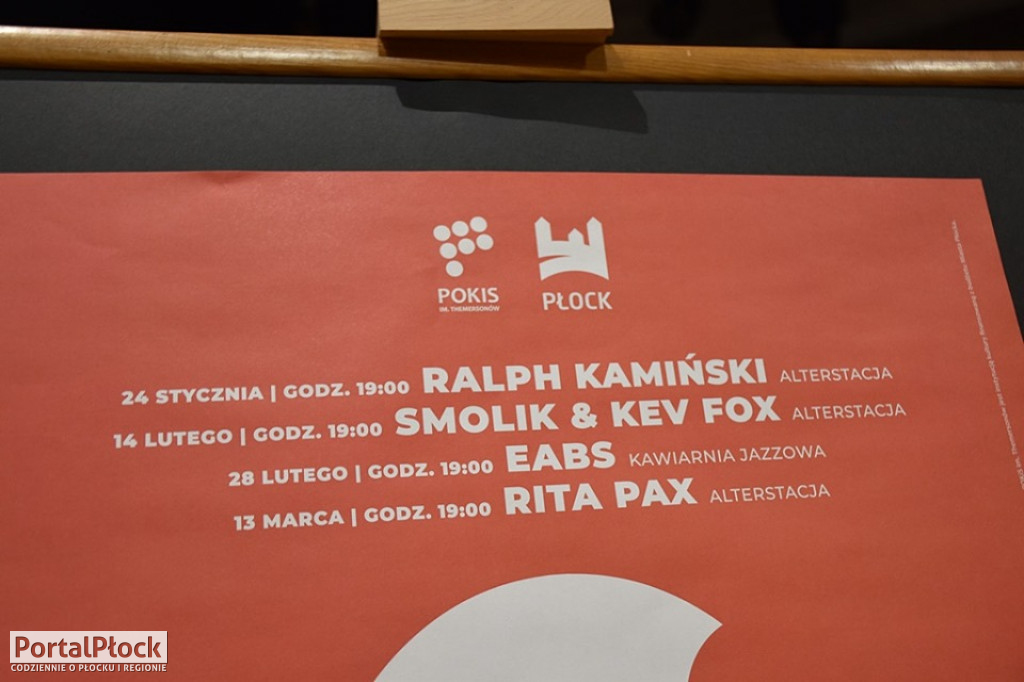 POKIS
IM. THEMERSONÓW
PŁOCK
24 STYCZNIA | GODZ. 19:00 RALPH KAMIŃSKI ALTERSTACJA
14 LUTEGO | GODZ. 19:00 SMOLIK & KEV FOX ALTERSTACJA
28 LUTEGO | GODZ. 19:00 EABS KAWIARNIA JAZZOWA
13 MARCA | GODZ. 19:00 RITA PAX ALTERSTACJA
PortalPłock
CODZIENNIE O PŁOCKU I REGIONIE